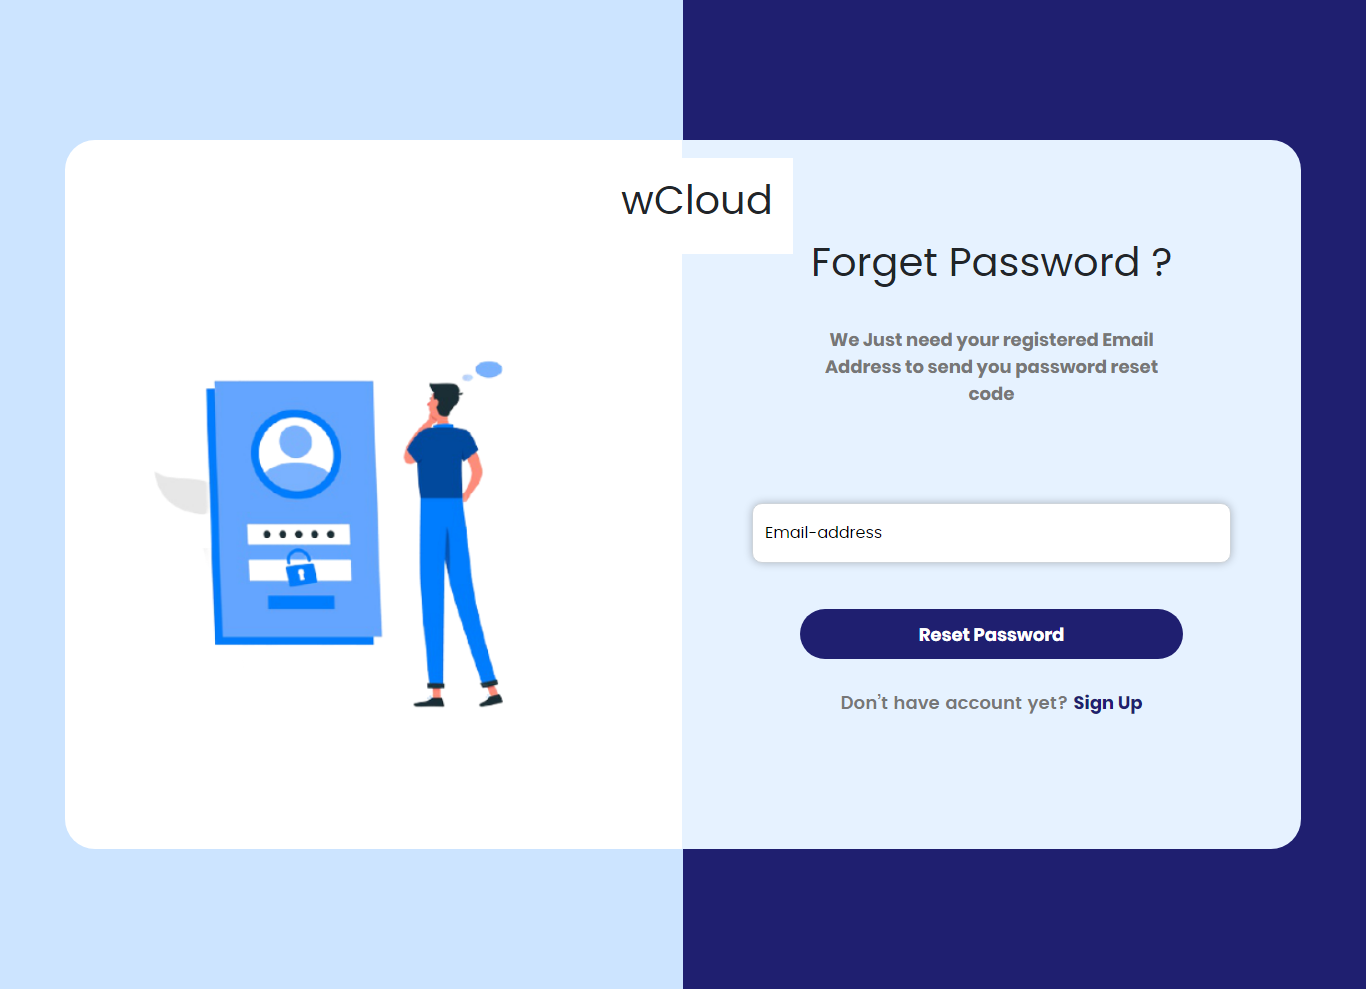 wCloud
Forget Password ?
We Just need your registered Email
Address to send you password reset
code
Email-address
Reset Password
Don't have account yet? Sign Up